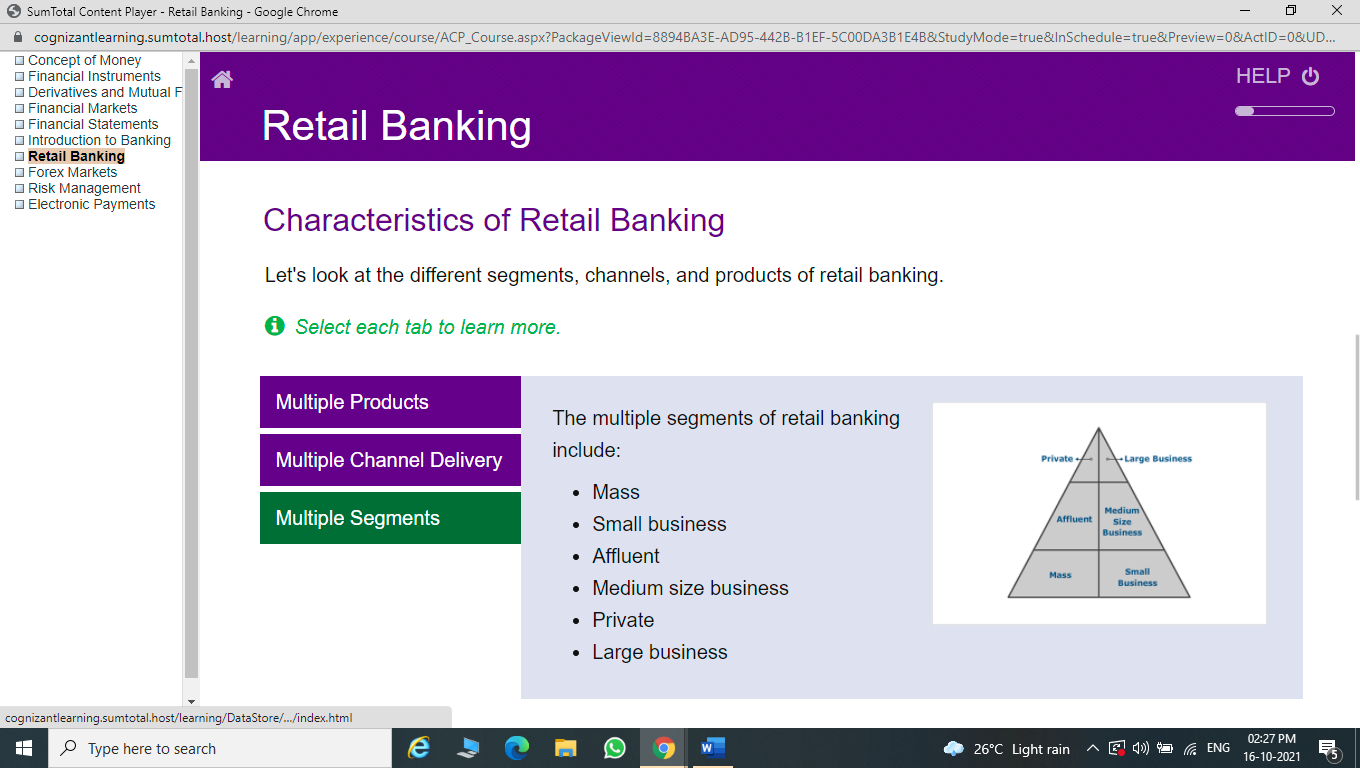 SumTotal Content Player - Retail Banking - Google Chrome
cognizantlearning.sumtotal.host/learning/app/experience/course/ACP_Course.aspx?PackageViewId=8894BA3E-AD95-442B-B1EF-5C00DA3B1E4B&StudyMode=true&InSchedule=true&Preview=0&ActID=0&UD...
Concept of Money
Financial Instruments
Derivatives and Mutual F
Financial Markets
Financial Statements
Introduction to Banking
Retail Banking
Forex Markets
Risk Management
Electronic Payments
HELP
Retail Banking
Characteristics of Retail Banking
Let's look at the different segments, channels, and products of retail banking.
Select each tab to learn more.
Multiple Products
Multiple Channel Delivery
Multiple Segments
The multiple segments of retail banking
include:
• Mass
• Small business
• Affluent
• Medium size business
• Private
• Large business
Private
Large Business
Affluent
Medium
Size
Business
Mass
Small
Business
cognizantlearning.sumtotal.host/learning/DataStore/.../index.html
Type here to search
26°C Light rain
ENG
02:27 PM
16-10-2021
5